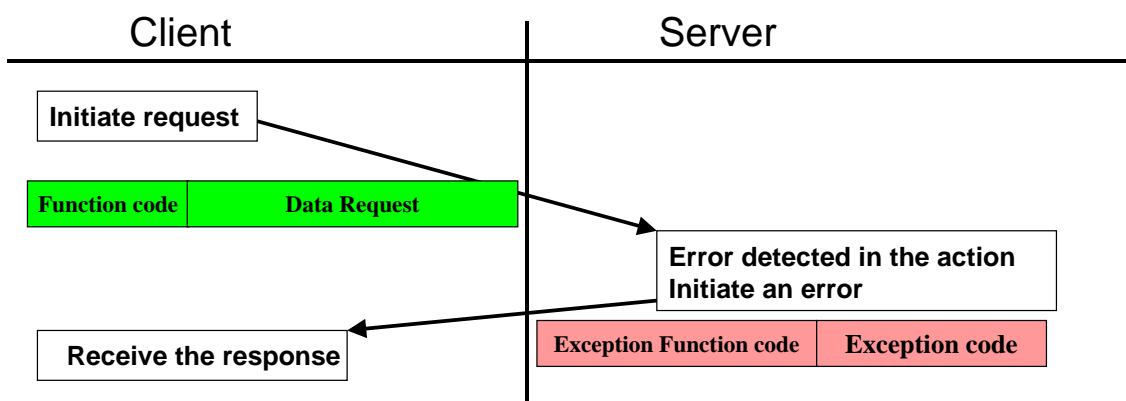 Client
Server
Initiate request
Function code
Data Request
Error detected in the action
Initiate an error
Exception Function code
Exception code
Receive the response